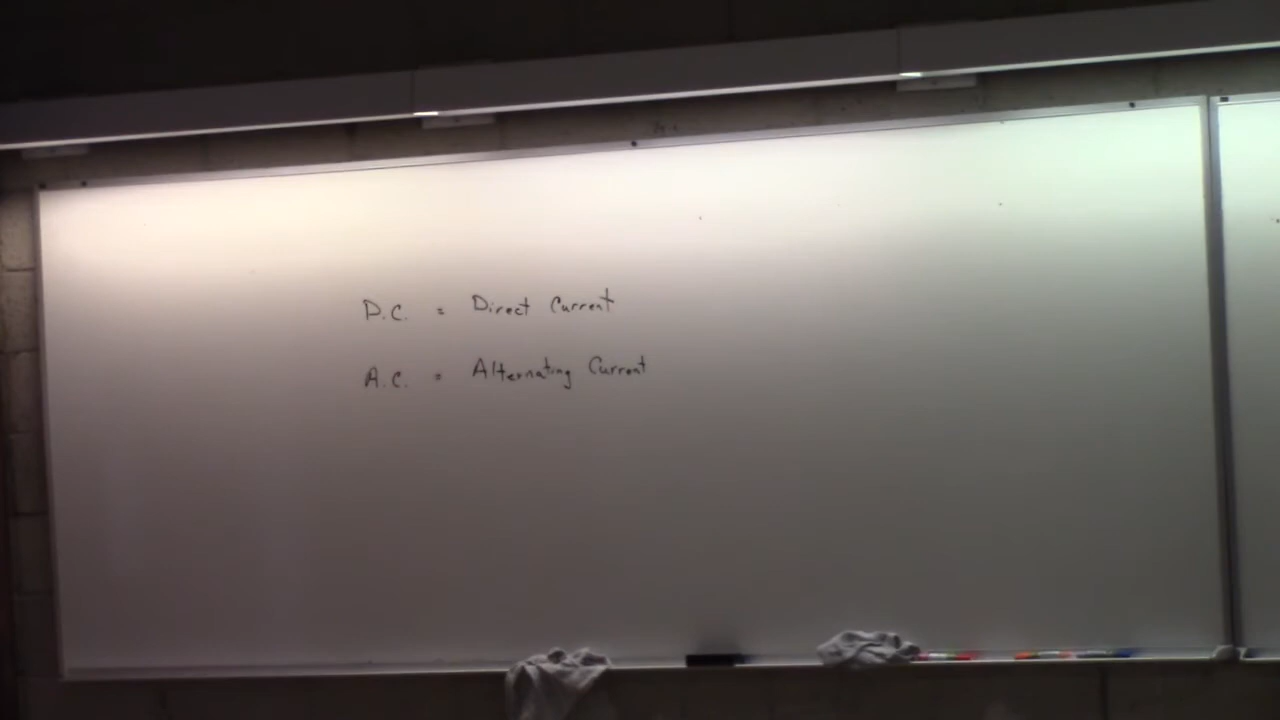 D.C. = Direct Current
A.C. = Alternating Current